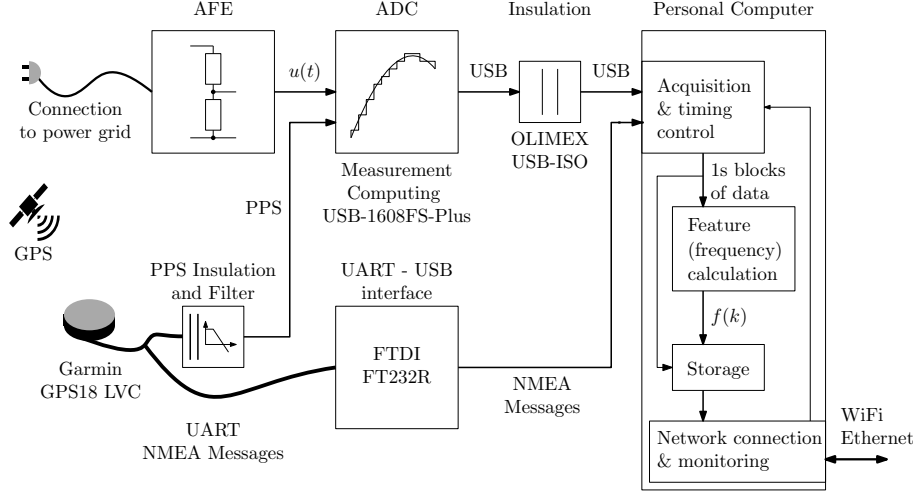 AFE
ADC
Insulation
Personal Computer
u(t)
USB
USB
Connection
to power grid
Acquisition
& timing
control
OLIMEX
USB-ISO
Measurement
Computing
USB-1608FS-Plus
1s blocks
of data
PPS
GPS
Feature
(frequency)
calculation
PPS Insulation
and Filter
UART - USB
interface
f(k)
Garmin
GPS18 LVC
FTDI
FT232R
Storage
NMEA
Messages
UART
NMEA Messages
Network connection
& monitoring
WiFi
Ethernet